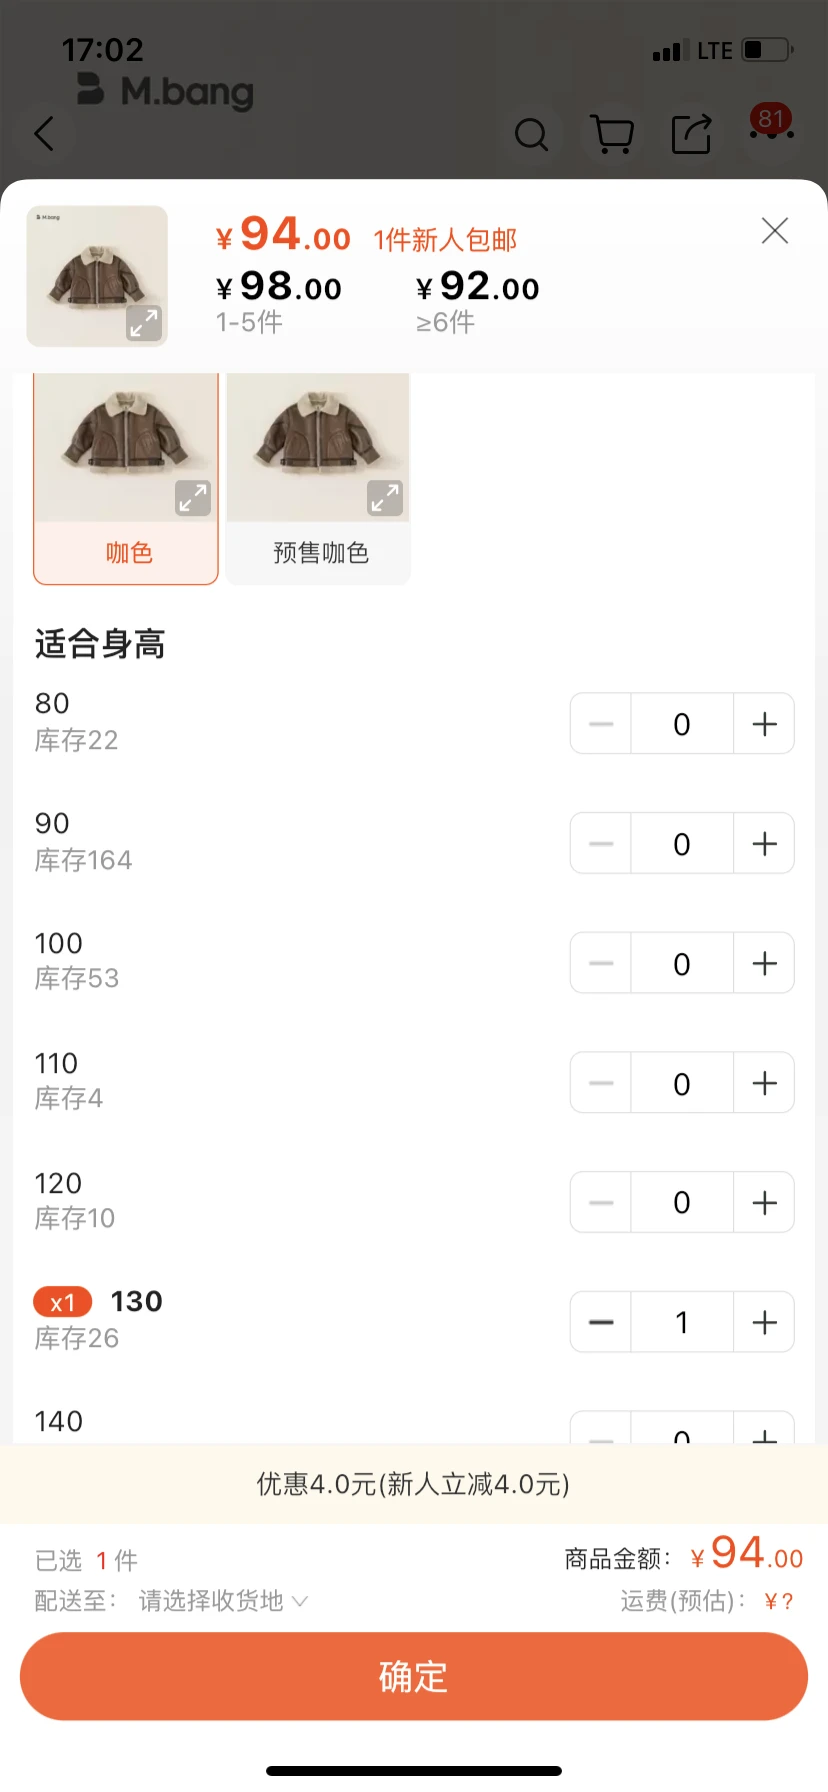 17:02
LTE
M.bang
81
M.bang
¥94.00 1件新人包邮
¥98.00 ¥92.00
1-5件 ≥6件
咖色 预售咖色
适合身高
80
库存22
0
90
库存164
0
100
库存53
0
110
库存4
0
120
库存10
0
x1 130
库存26
1
140
0
优惠4.0元(新人立减4.0元)
已选 1 件 商品金额: ¥94.00
配送至: 请选择收货地 运费(预估): ¥?
确定